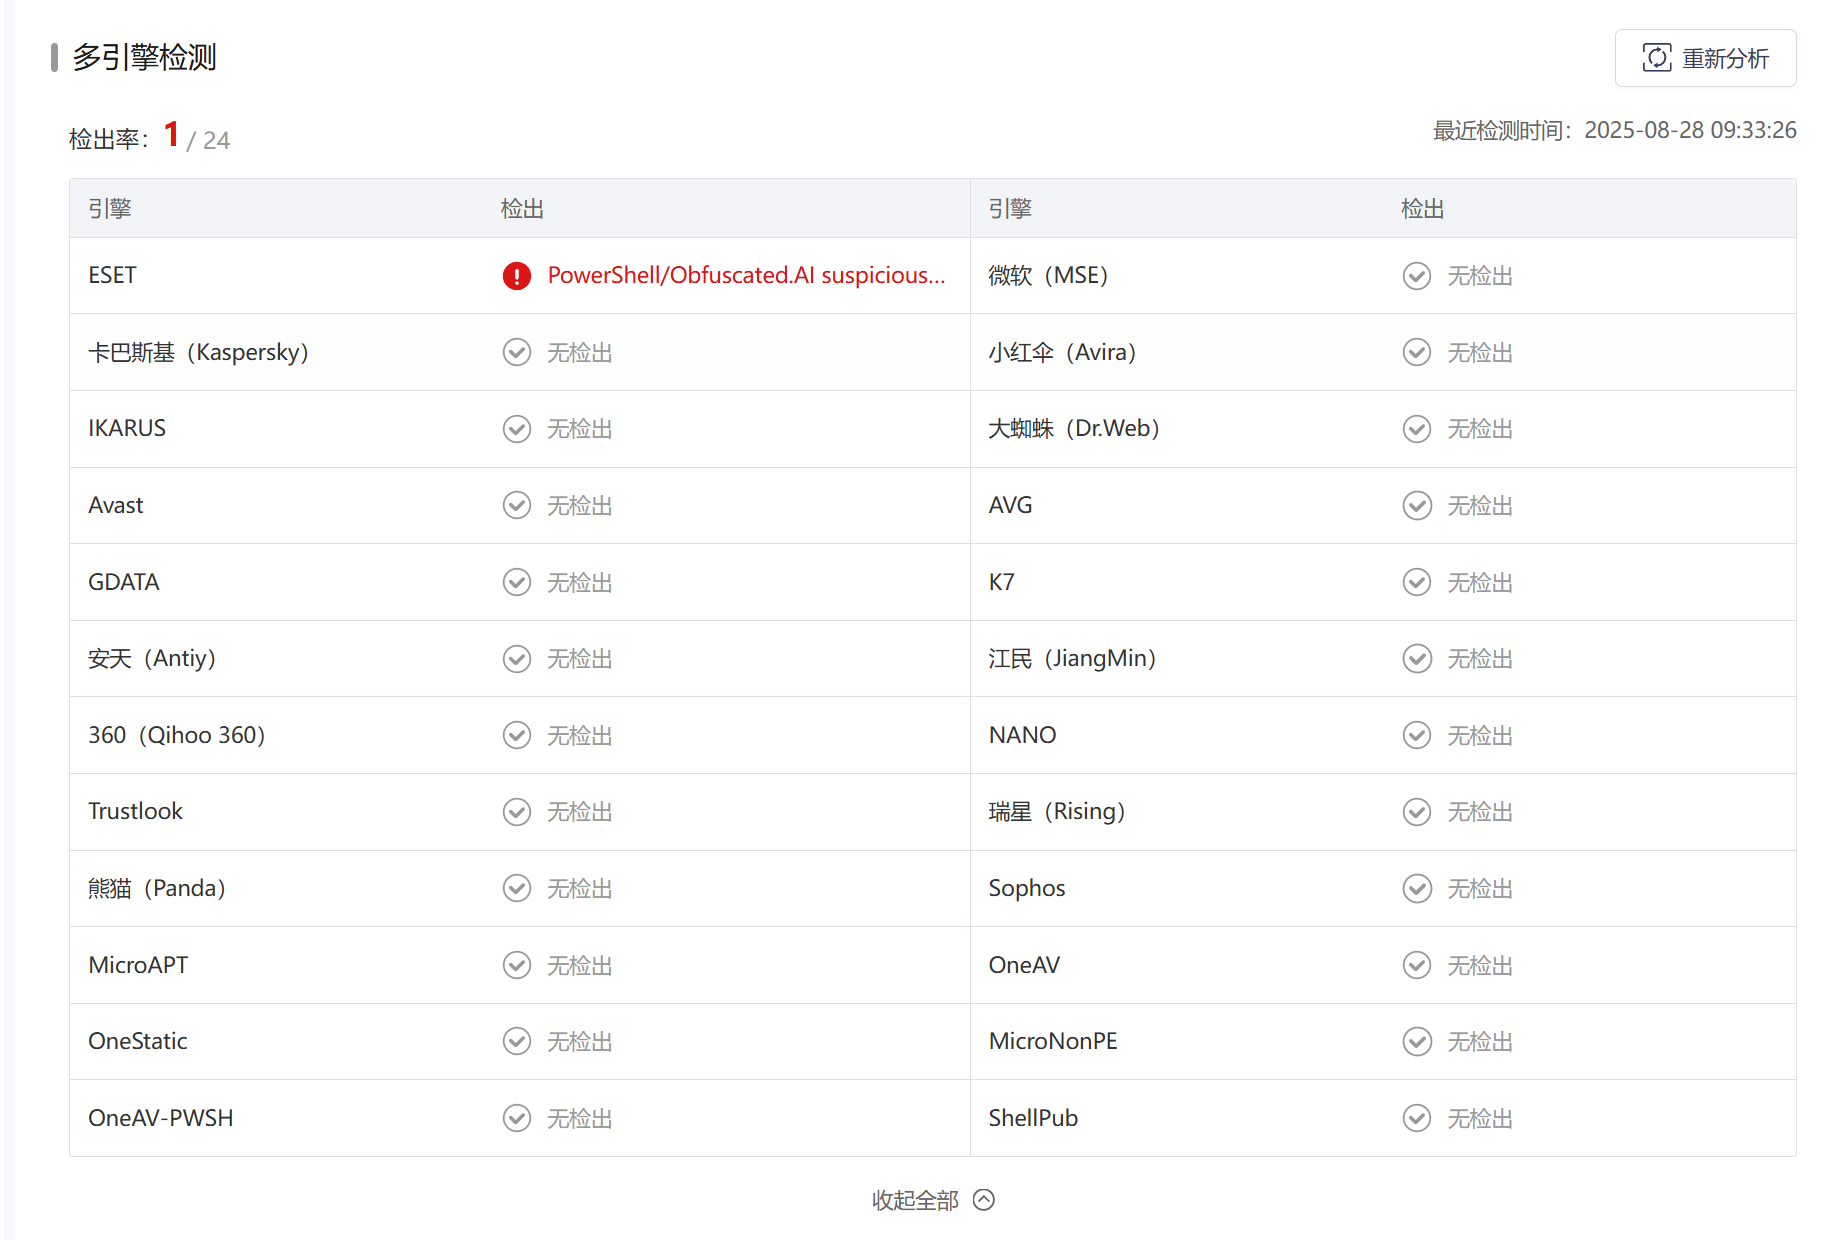 多引擎检测
重新分析
检出率：1 / 24
最近检测时间：2025-08-28 09:33:26
引擎 检出 引擎 检出
ESET PowerShell/Obfuscated.AI suspicious... 微软（MSE） 无检出
卡巴斯基（Kaspersky） 无检出 小红伞（Avira） 无检出
IKARUS 无检出 大蜘蛛（Dr.Web） 无检出
Avast 无检出 AVG 无检出
GDATA 无检出 K7 无检出
安天（Antiy） 无检出 江民（JiangMin） 无检出
360（Qihoo 360） 无检出 NANO 无检出
Trustlook 无检出 瑞星（Rising） 无检出
熊猫（Panda） 无检出 Sophos 无检出
MicroAPT 无检出 OneAV 无检出
OneStatic 无检出 MicroNonPE 无检出
OneAV-PWSH 无检出 ShellPub 无检出
收起全部